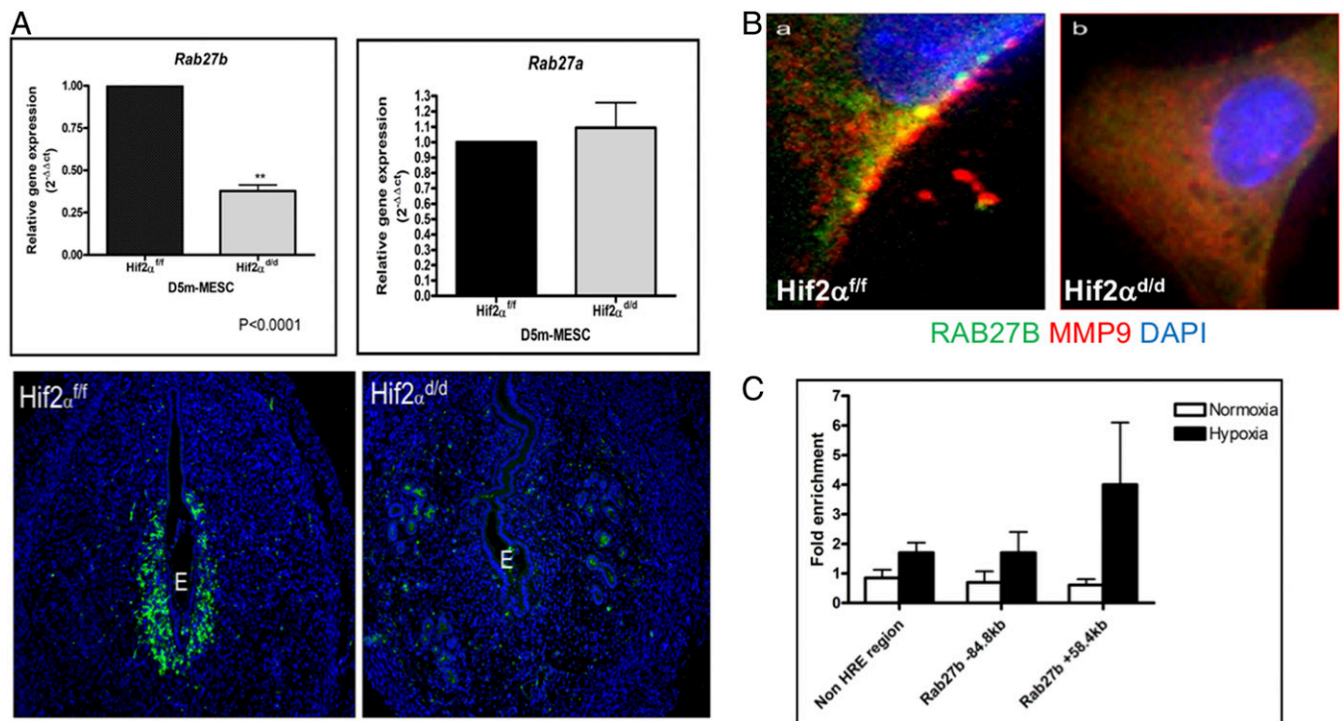 A
Rab27b
Relative gene expression
(2-ΔΔct)
1.00
0.75
0.50
0.25
0.00
**
Hif2αf/f
Hif2αd/d
D5m-MESC
P<0.0001
Rab27a
Relative gene expression
(2-ΔΔct)
1.3
1.2
1.1
1.0
0.9
0.8
0.7
0.6
0.5
0.4
0.3
0.2
0.1
0.0
Hif2αf/f
Hif2αd/d
D5m-MESC
Hif2αf/f
E
Hif2αd/d
E
B
a
Hif2αf/f
b
Hif2αd/d
RAB27B MMP9 DAPI
C
Fold enrichment
7
6
5
4
3
2
1
0
Normoxia
Hypoxia
Non HRE region
Rab27b -84.8kb
Rab27b +58.4kb